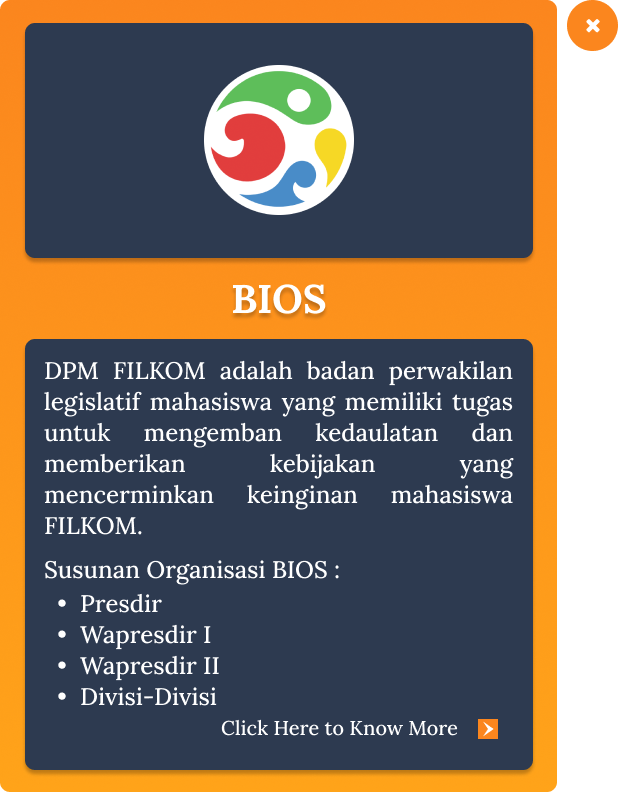 BIOS
DPM FILKOM adalah badan perwakilan
legislatif mahasiswa yang memiliki tugas
untuk mengemban kedaulatan dan
memberikan kebijakan yang
mencerminkan keinginan mahasiswa
FILKOM.
Susunan Organisasi BIOS :
• Presdir
• Wapresdir I
• Wapresdir II
• Divisi-Divisi
Click Here to Know More